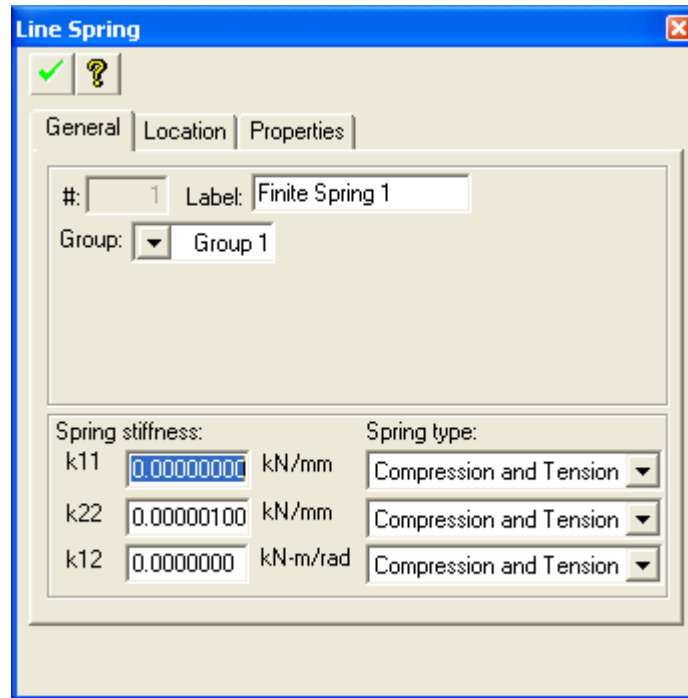 Line Spring
General Location Properties
#: 1 Label: Finite Spring 1
Group: Group 1
Spring stiffness: Spring type:
k11 0.00000000 kN/mm Compression and Tension
k22 0.00000100 kN/mm Compression and Tension
k12 0.0000000 kN-m/rad Compression and Tension